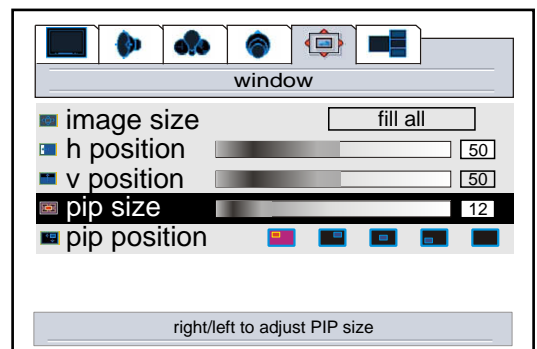 window
image size fill all
h position 50
v position 50
pip size 12
pip position
right/left to adjust PIP size